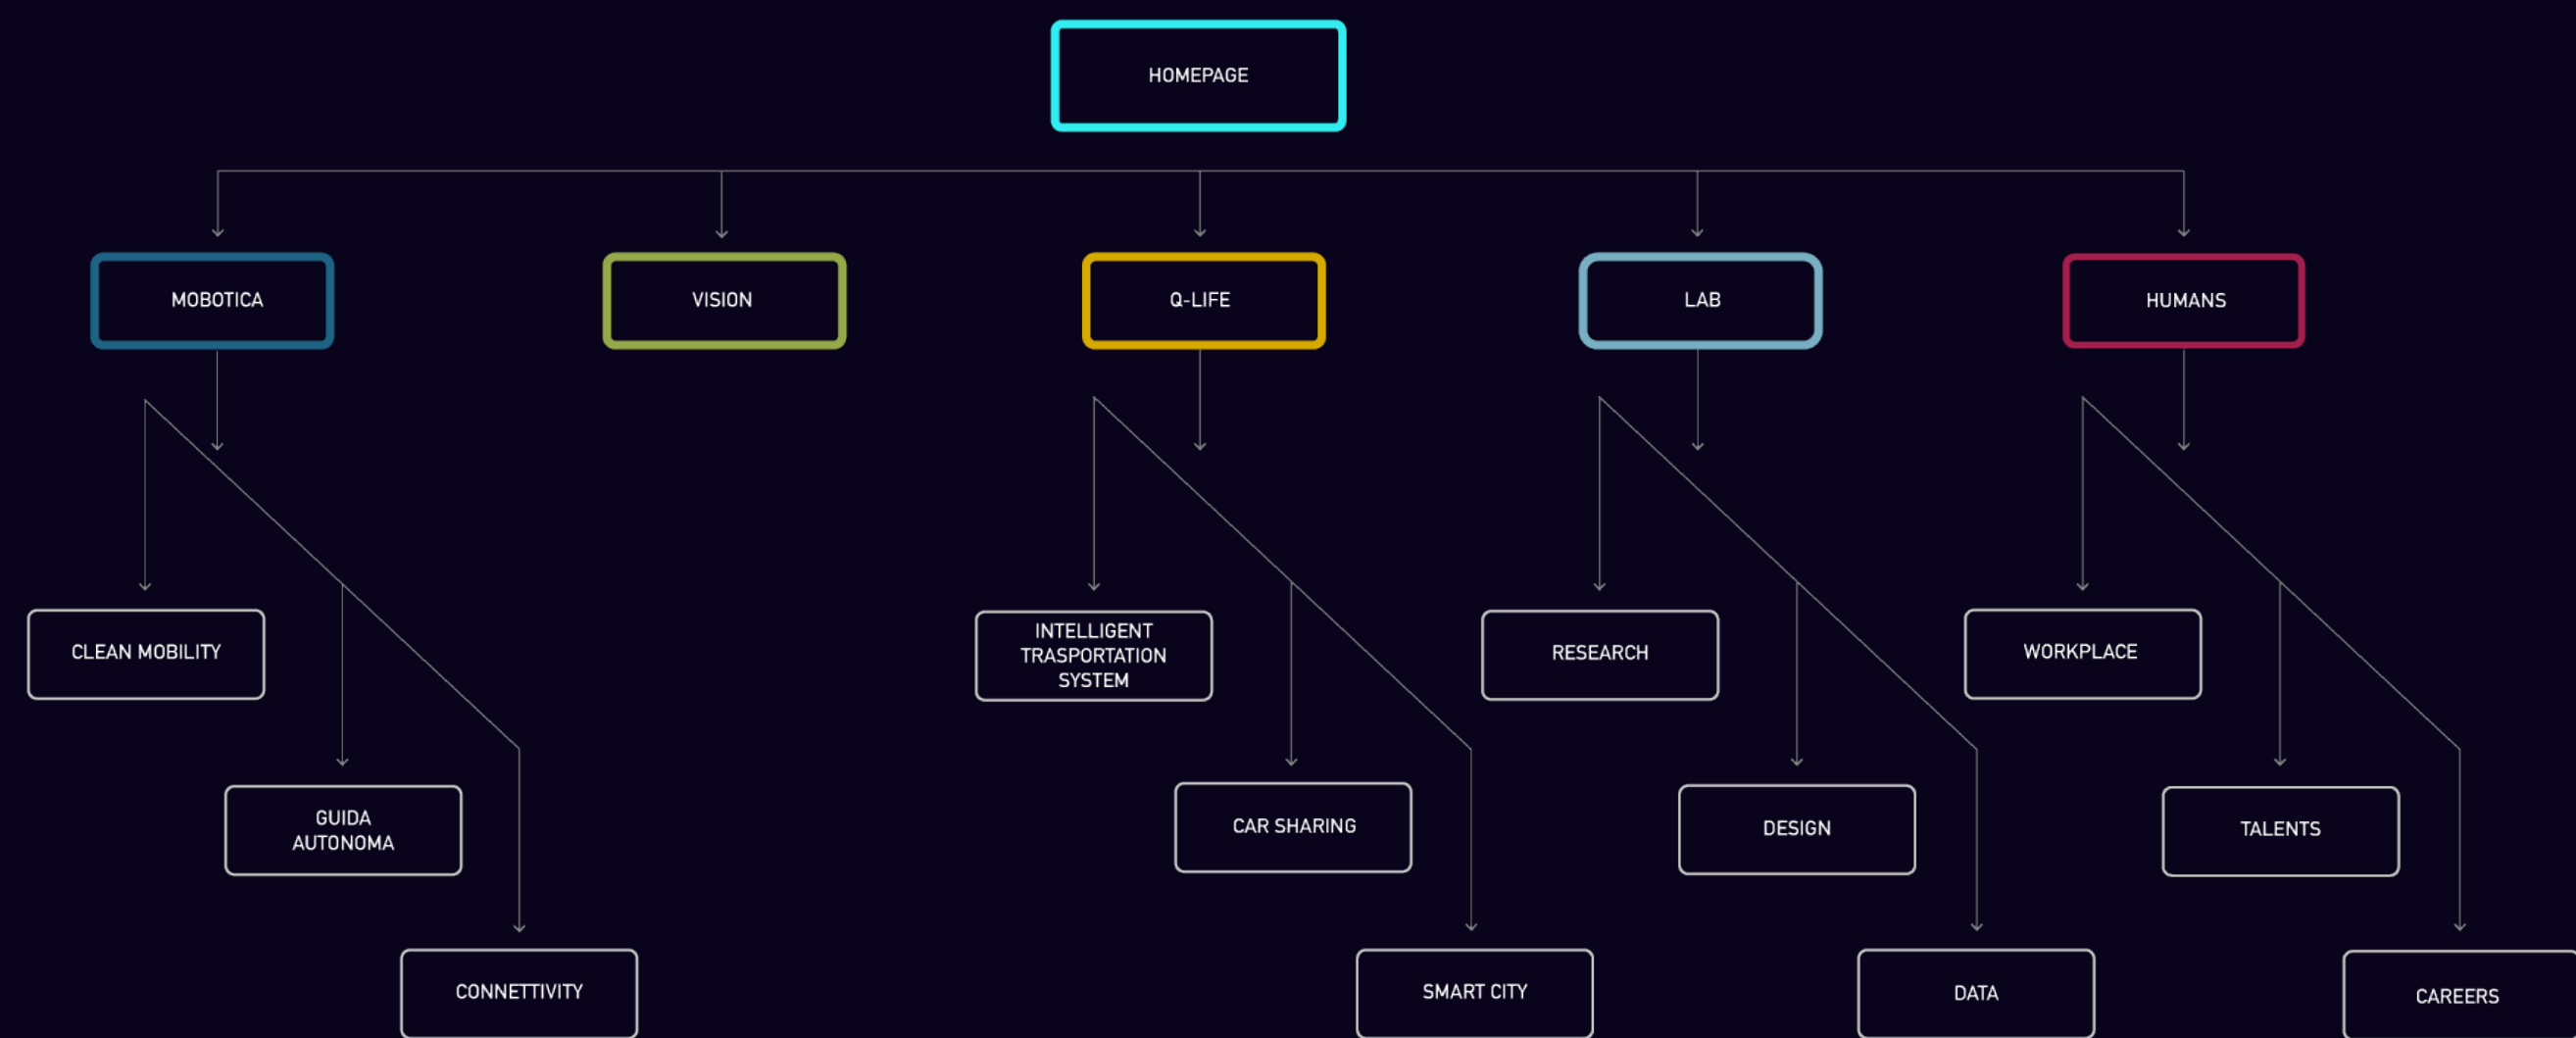 HOMEPAGE
MOBOTICA
VISION
Q-LIFE
LAB
HUMANS
CLEAN MOBILITY
INTELLIGENT
TRASPORTATION
SYSTEM
RESEARCH
WORKPLACE
GUIDA
AUTONOMA
CAR SHARING
DESIGN
TALENTS
CONNETTIVITY
SMART CITY
DATA
CAREERS